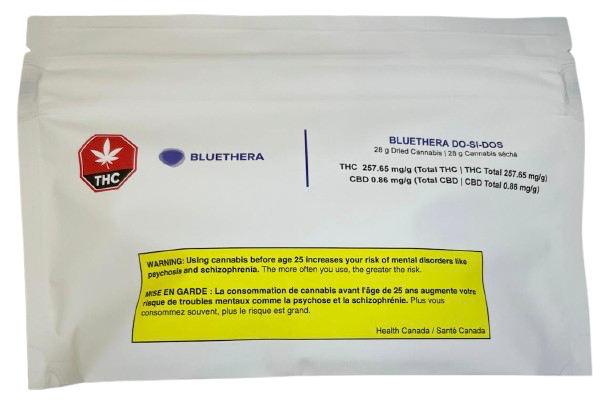 THC
BLUETHERA
BLUETHERA DO-SI-DOS
28 g Dried Cannabis | 28 g Cannabis séché
THC 257.65 mg/g (Total THC | THC Total 257.65 mg/g)
CBD 0.86 mg/g (Total CBD | CBD Total 0.86 mg/g)
WARNING: Using cannabis before age 25 increases your risk of mental disorders like
psychosis and schizophrenia. The more often you use, the greater the risk.
MISE EN GARDE : La consommation de cannabis avant l'âge de 25 ans augmente votre
risque de troubles mentaux comme la psychose et la schizophrénie. Plus vous
consommez souvent, plus le risque est grand.
Health Canada / Santé Canada